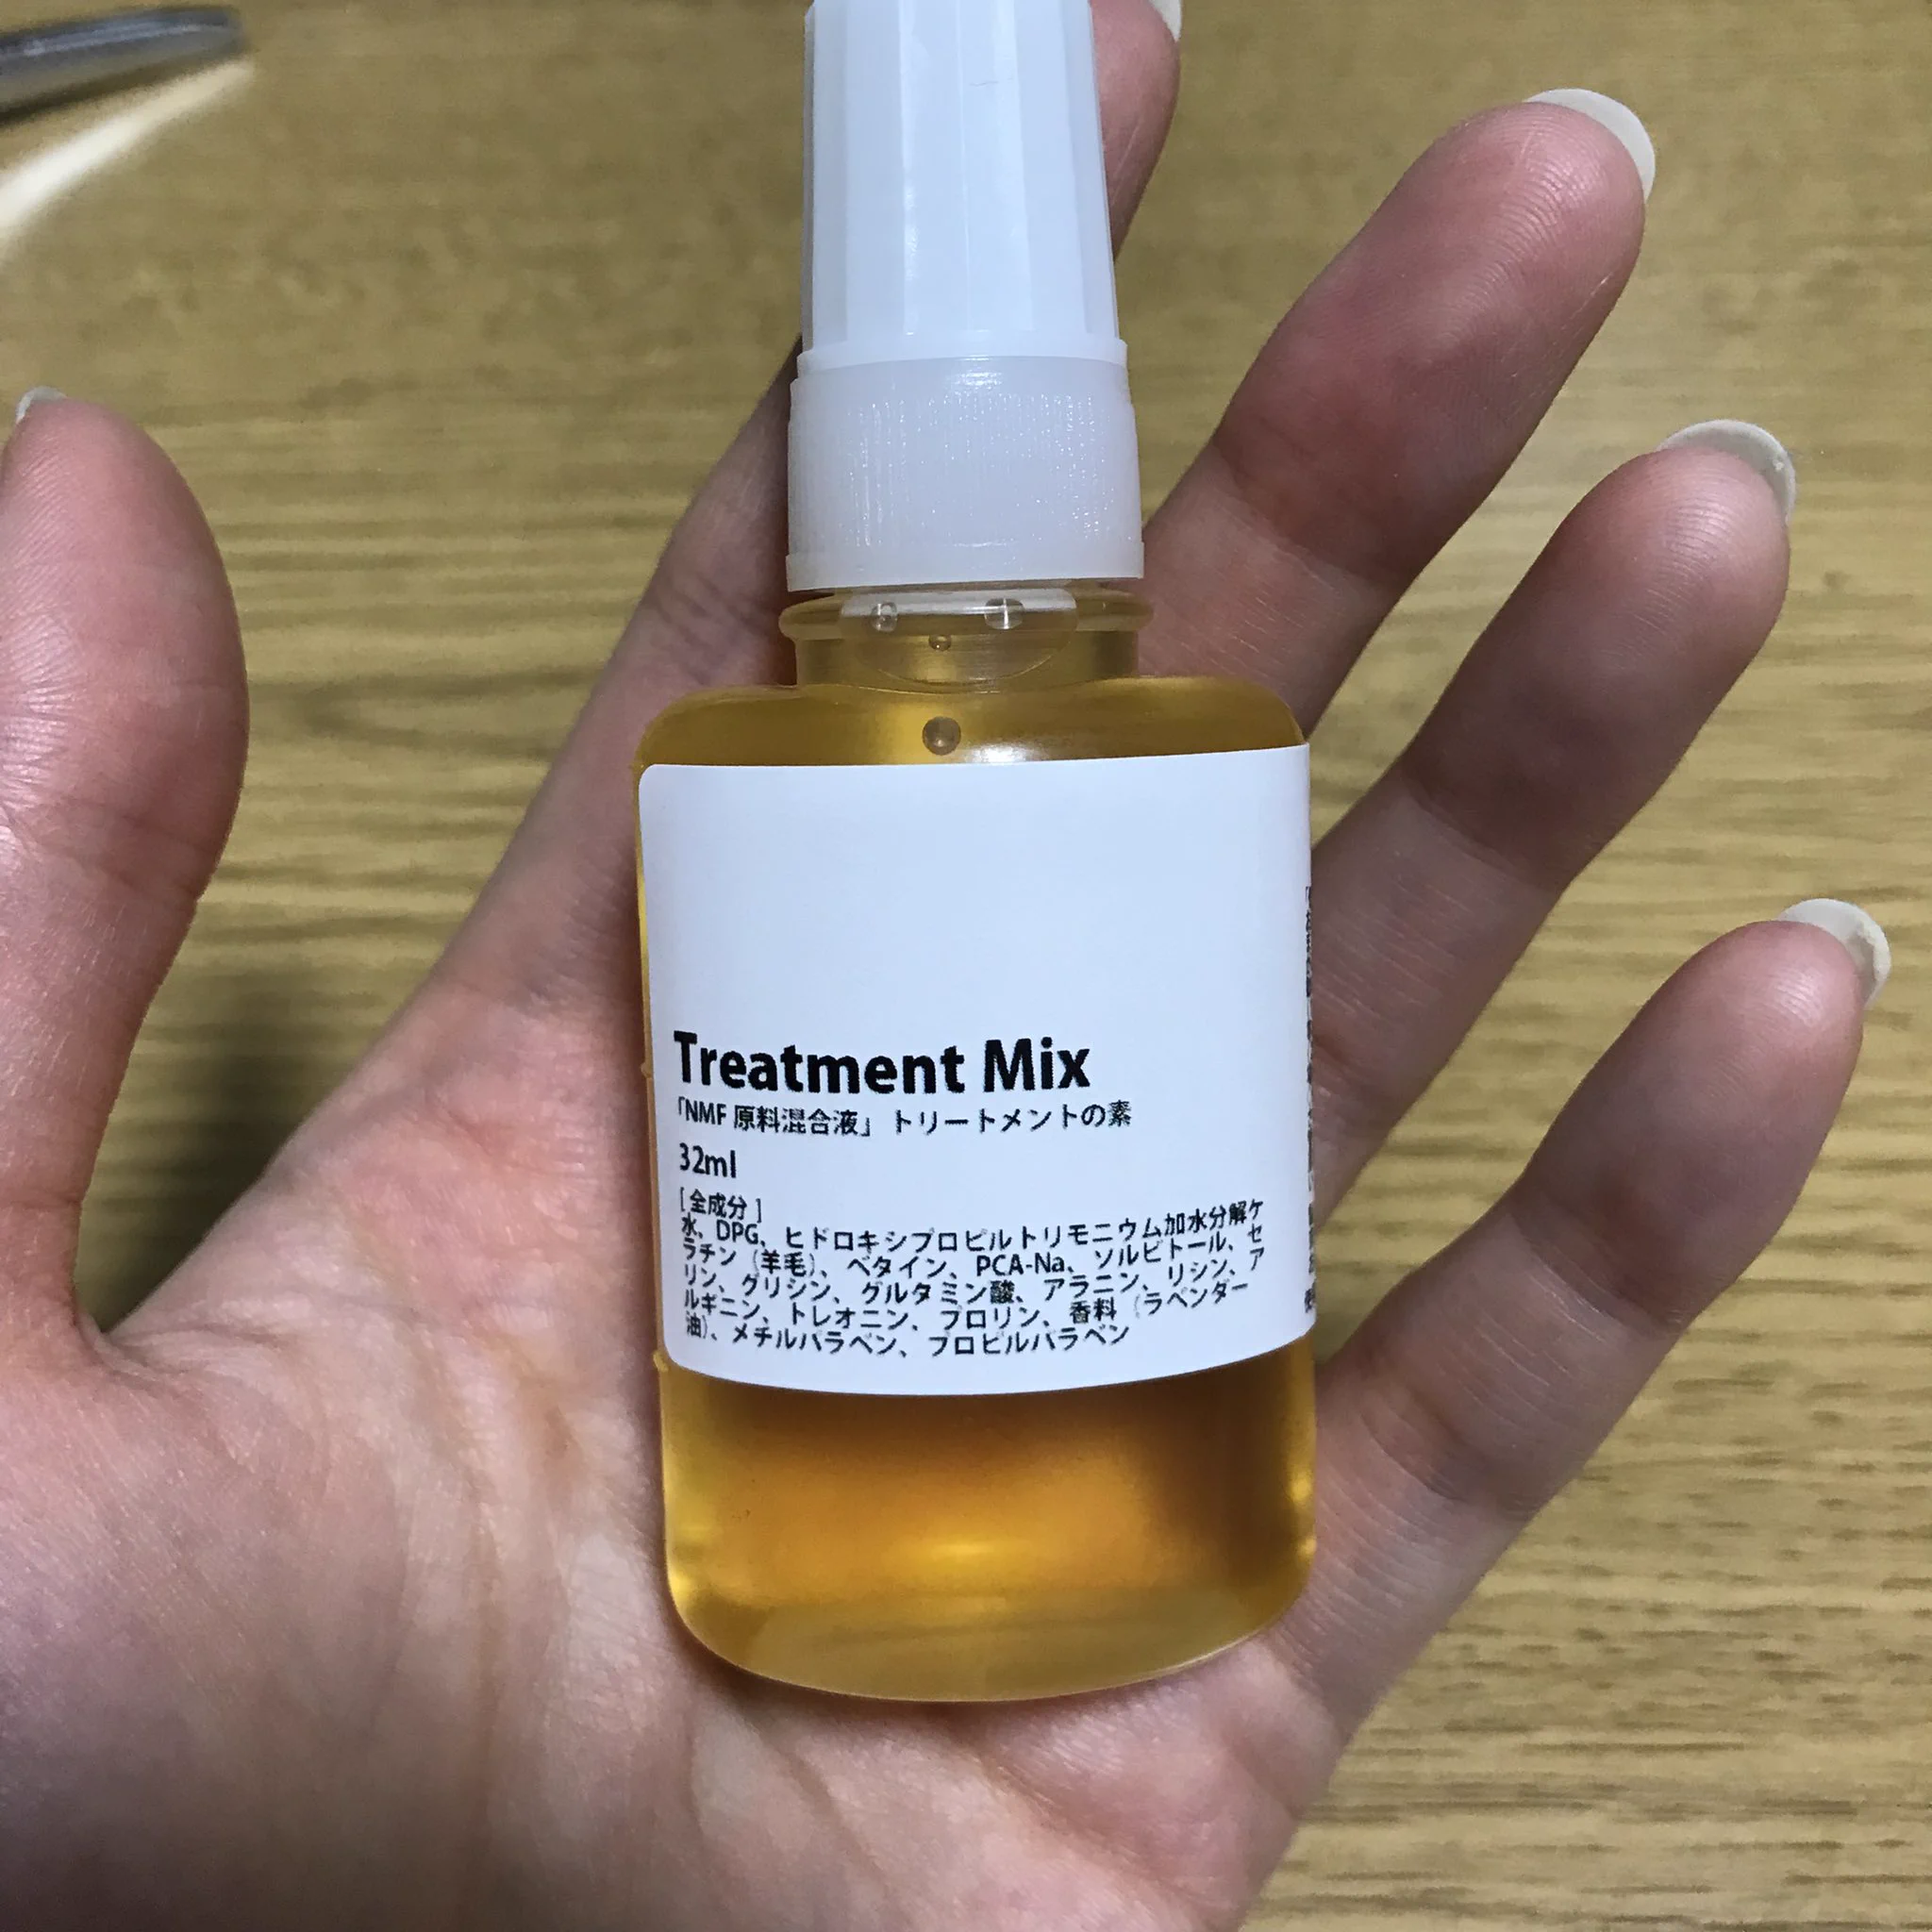 Treatment Mix
「NMF 原料混合液」トリートメントの素
32ml
[ 全成分 ]
水、DPG、ヒドロキシプロピルトリモニウム加水分解ケ
ラチン（羊毛）、ベタイン、PCA-Na、ソルビトール、セ
リン、グリシン、グルタミン酸、アラニン、リシン、ア
ルギニン、トレオニン、プロリン、香料（ラベンダー
油）、メチルパラベン、プロピルパラベン